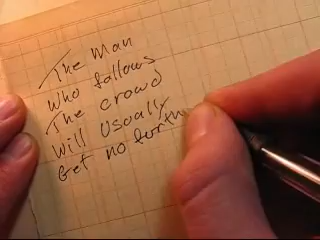 The Man
who follows
The crowd
will usually
Get no furth